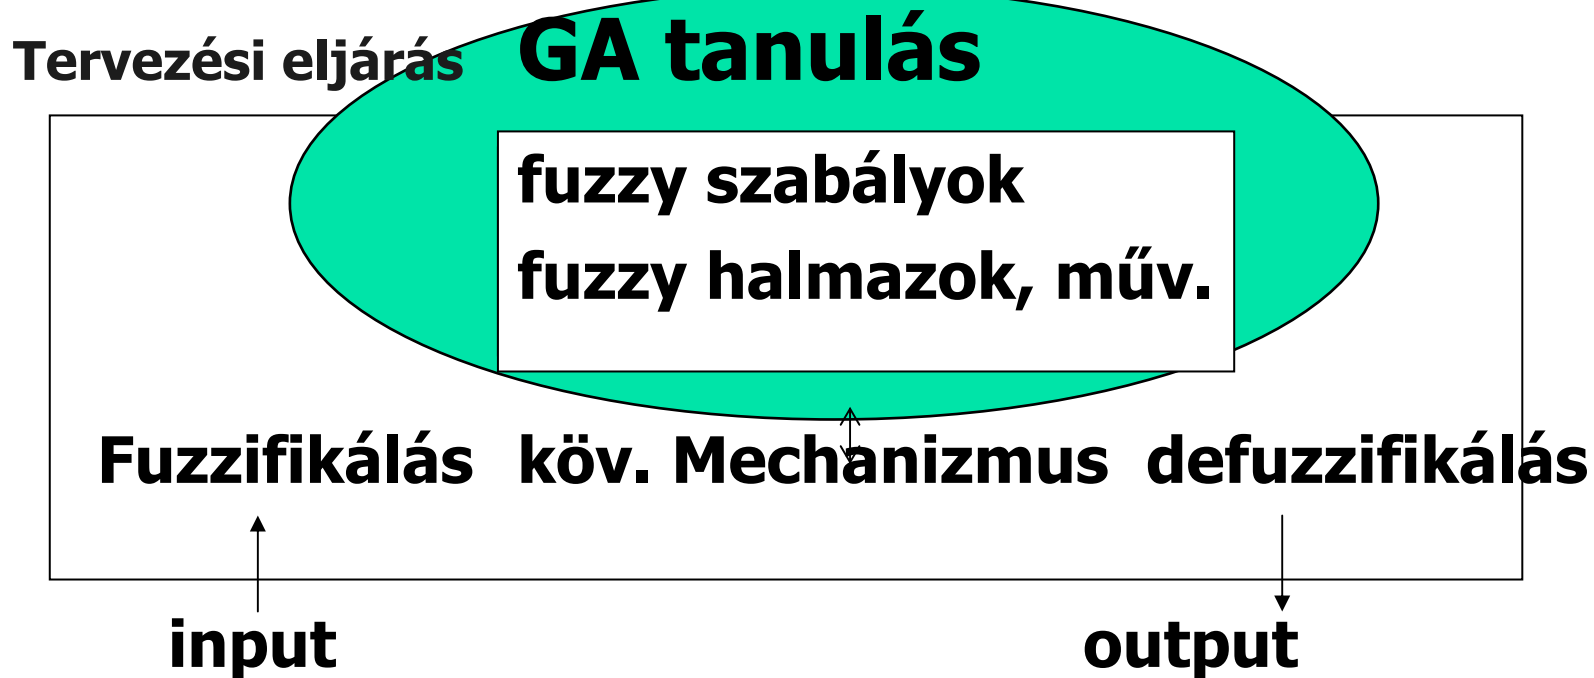 Tervezési eljárás GA tanulás
fuzzy szabályok
fuzzy halmazok, műv.
Fuzzifikálás köv. Mechanizmus defuzzifikálás
input output